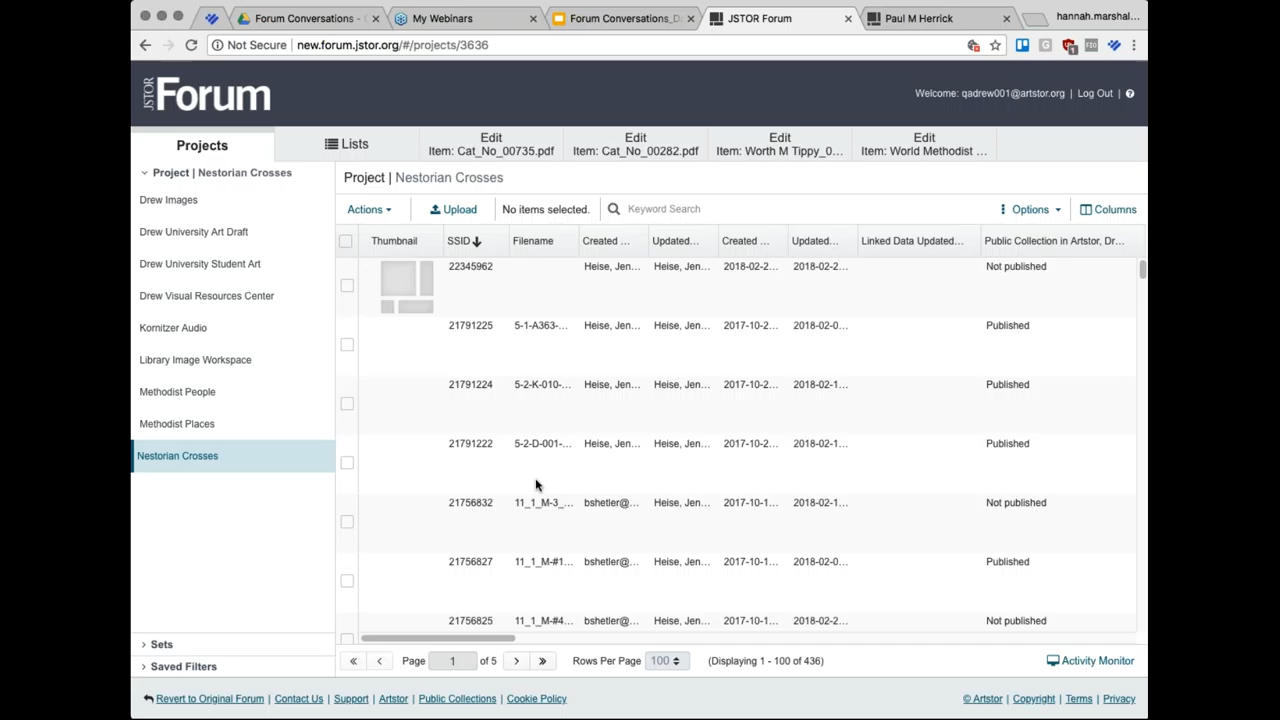 Forum Conversations -
My Webinars
Forum Conversations_D
JSTOR Forum
Paul M Herrick
hannah.marshal...
Not Secure | new.forum.jstor.org/#/projects/3636
JSTOR Forum
Welcome: qadrew001@artstor.org | Log Out |
Projects
Lists
Edit
Item: Cat_No_00735.pdf
Edit
Item: Cat_No_00282.pdf
Edit
Item: Worth M Tippy_0...
Edit
Item: World Methodist ...
Project | Nestorian Crosses
Drew Images
Drew University Art Draft
Drew University Student Art
Drew Visual Resources Center
Kornitzer Audio
Library Image Workspace
Methodist People
Methodist Places
Nestorian Crosses
Sets
Saved Filters
Project | Nestorian Crosses
Actions
Upload
No items selected.
Keyword Search
Options
Columns
Thumbnail SSID Filename Created ... Updated... Created ... Updated... Linked Data Updated... Public Collection in Artstor, Dr...
22345962 Heise, Jen... Heise, Jen... 2018-02-2... 2018-02-2... Not published
21791225 5-1-A363-... Heise, Jen... Heise, Jen... 2017-10-2... 2018-02-0... Published
21791224 5-2-K-010-... Heise, Jen... Heise, Jen... 2017-10-2... 2018-02-1... Published
21791222 5-2-D-001-... Heise, Jen... Heise, Jen... 2017-10-2... 2018-02-1... Published
21756832 11_1_M-3_... bshetler@... Heise, Jen... 2017-10-1... 2018-02-1... Not published
21756827 11_1_M-#1... bshetler@... Heise, Jen... 2017-10-1... 2018-02-0... Published
21756825 11_1_M-#4... bshetler@... Heise, Jen... 2017-10-1... 2018-02-2... Not published
Page 1 of 5
Rows Per Page 100
(Displaying 1 - 100 of 436)
Activity Monitor
Revert to Original Forum | Contact Us | Support | Artstor | Public Collections | Cookie Policy
© Artstor | Copyright | Terms | Privacy